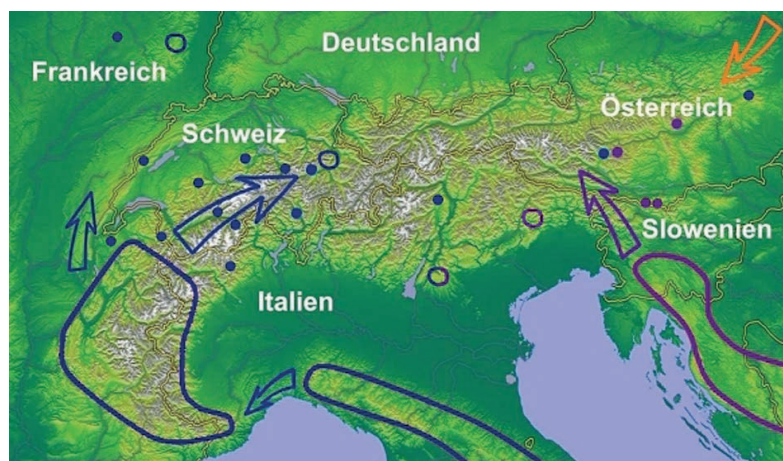 Deutschland
Frankreich
Österreich
Schweiz
Slowenien
Italien